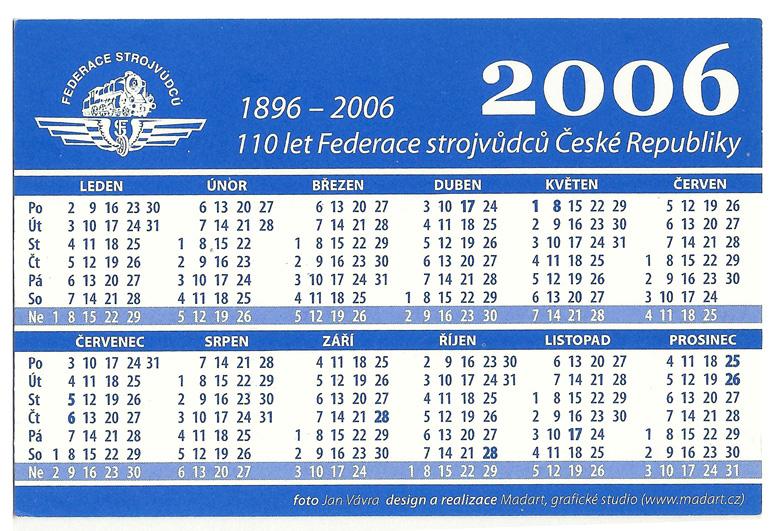 FEDERACE STROJVŮDCŮ
2006
1896 – 2006
110 let Federace strojvůdců České Republiky
LEDEN ÚNOR BŘEZEN DUBEN KVĚTEN ČERVEN
Po 2 9 16 23 30 6 13 20 27 6 13 20 27 3 10 17 24 1 8 15 22 29 5 12 19 26
Út 3 10 17 24 31 7 14 21 28 7 14 21 28 4 11 18 25 2 9 16 23 30 6 13 20 27
St 4 11 18 25 1 8 15 22 1 8 15 22 29 5 12 19 26 3 10 17 24 31 7 14 21 28
Čt 5 12 19 26 2 9 16 23 2 9 16 23 30 6 13 20 27 4 11 18 25 1 8 15 22 29
Pá 6 13 20 27 3 10 17 24 3 10 17 24 31 7 14 21 28 5 12 19 26 2 9 16 23 30
So 7 14 21 28 4 11 18 25 4 11 18 25 1 8 15 22 29 6 13 20 27 3 10 17 24
Ne 1 8 15 22 29 5 12 19 26 5 12 19 26 2 9 16 23 30 7 14 21 28 4 11 18 25
ČERVENEC SRPEN ZÁŘÍ ŘÍJEN LISTOPAD PROSINEC
Po 3 10 17 24 31 7 14 21 28 4 11 18 25 2 9 16 23 30 6 13 20 27 4 11 18 25
Út 4 11 18 25 1 8 15 22 29 5 12 19 26 3 10 17 24 31 7 14 21 28 5 12 19 26
St 5 12 19 26 2 9 16 23 30 6 13 20 27 4 11 18 25 1 8 15 22 29 6 13 20 27
Čt 6 13 20 27 3 10 17 24 31 7 14 21 28 5 12 19 26 2 9 16 23 30 7 14 21 28
Pá 7 14 21 28 4 11 18 25 1 8 15 22 29 6 13 20 27 3 10 17 24 1 8 15 22 29
So 1 8 15 22 29 5 12 19 26 2 9 16 23 30 7 14 21 28 4 11 18 25 2 9 16 23 30
Ne 2 9 16 23 30 6 13 20 27 3 10 17 24 1 8 15 22 29 5 12 19 26 3 10 17 24 31
foto Jan Vávra design a realizace Madart, grafické studio (www.madart.cz)